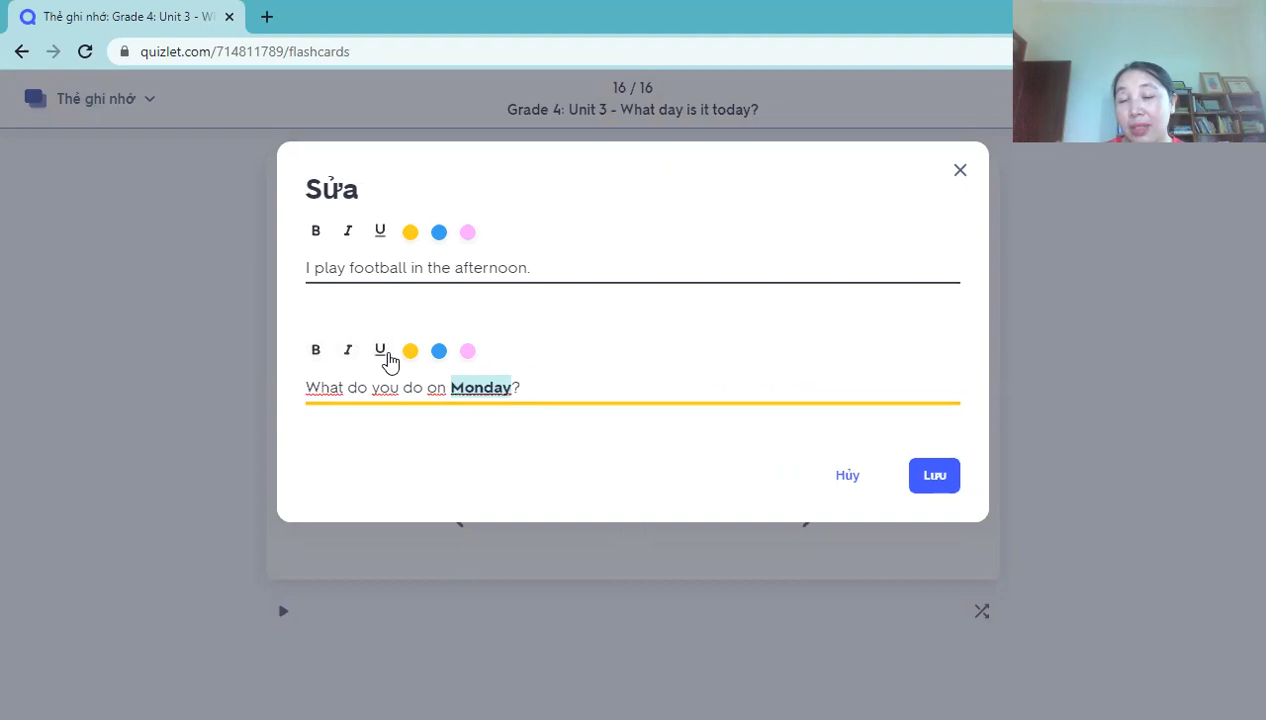 Thẻ ghi nhớ: Grade 4: Unit 3 - W
quizlet.com/714811789/flashcards
Thẻ ghi nhớ
16 / 16
Grade 4: Unit 3 - What day is it today?
Sửa
B I U
I play football in the afternoon.
B I U
What do you do on Monday?
Hủy
Lưu